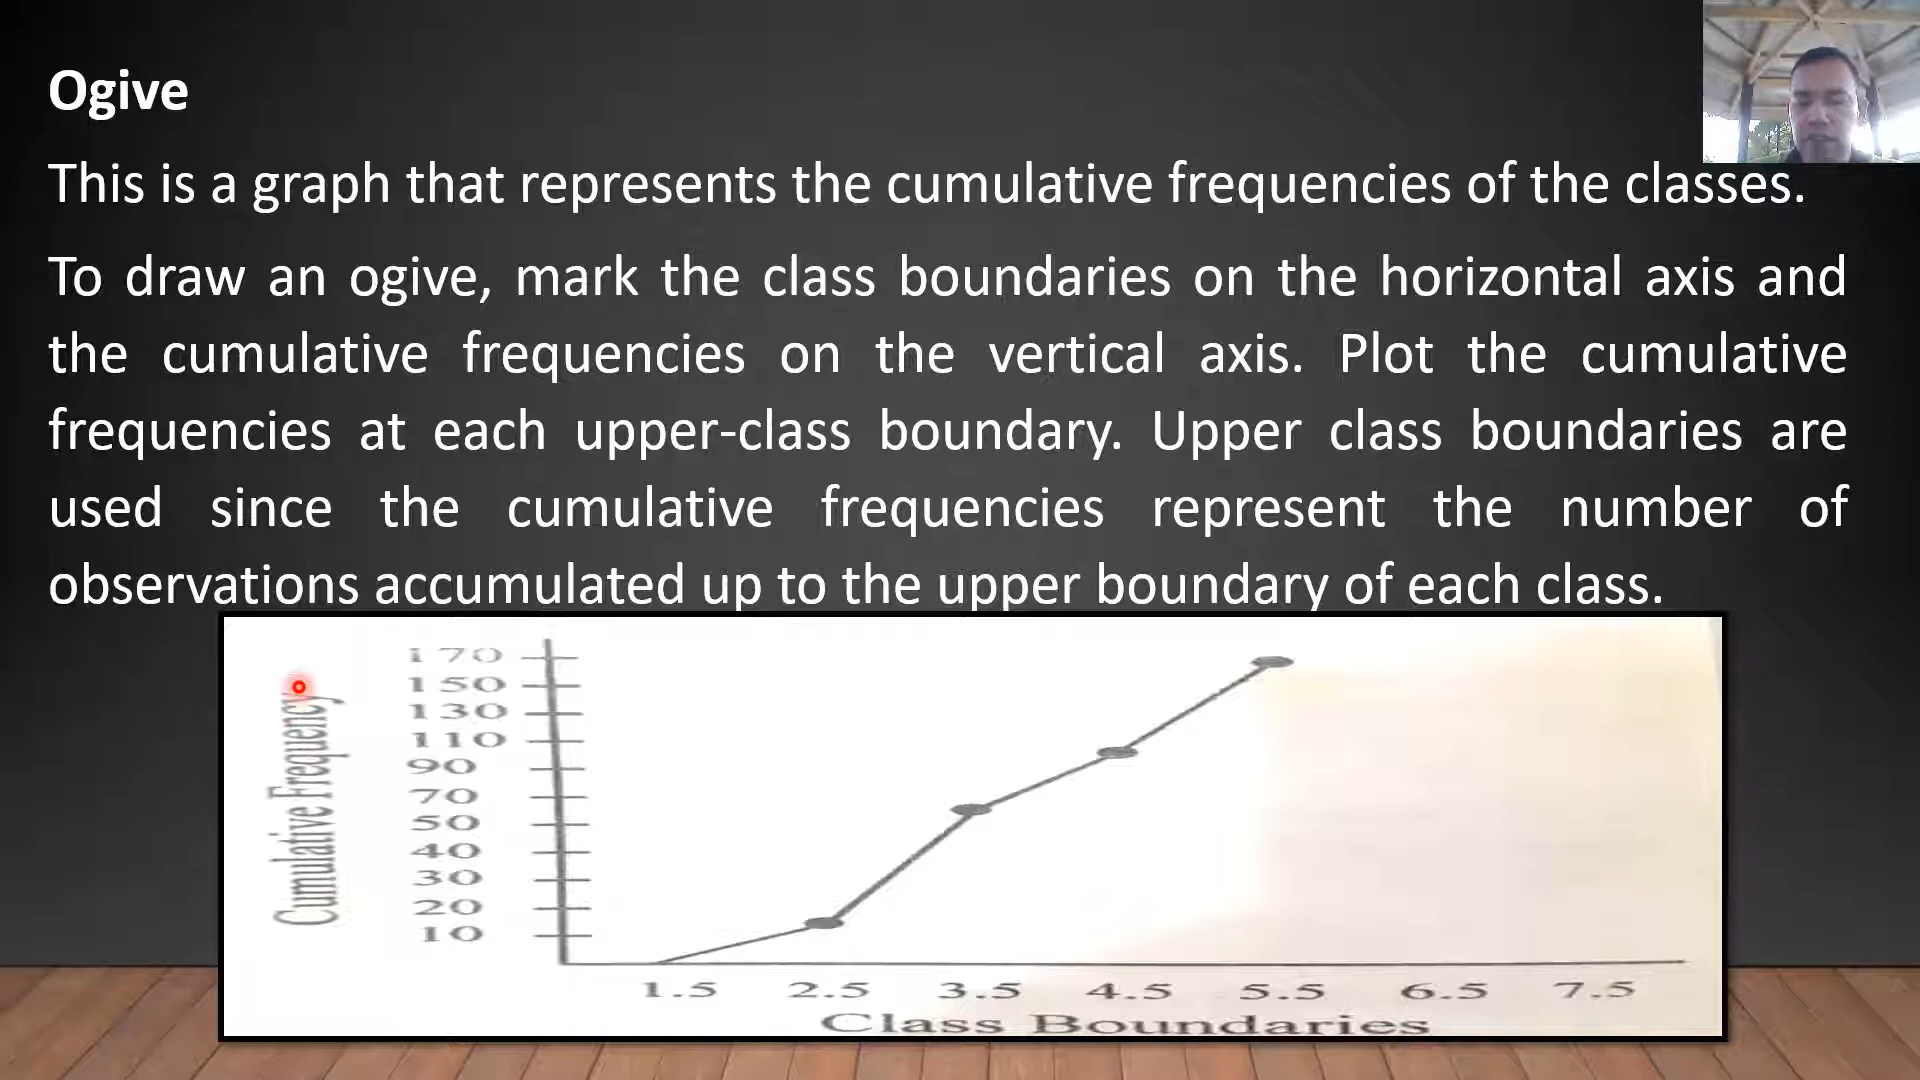 Ogive
This is a graph that represents the cumulative frequencies of the classes.
To draw an ogive, mark the class boundaries on the horizontal axis and
the cumulative frequencies on the vertical axis. Plot the cumulative
frequencies at each upper-class boundary. Upper class boundaries are
used since the cumulative frequencies represent the number of
observations accumulated up to the upper boundary of each class.
Cumulative Frequency
170
150
130
110
90
70
50
40
30
20
10
1.5 2.5 3.5 4.5 5.5 6.5 7.5
Class Boundaries